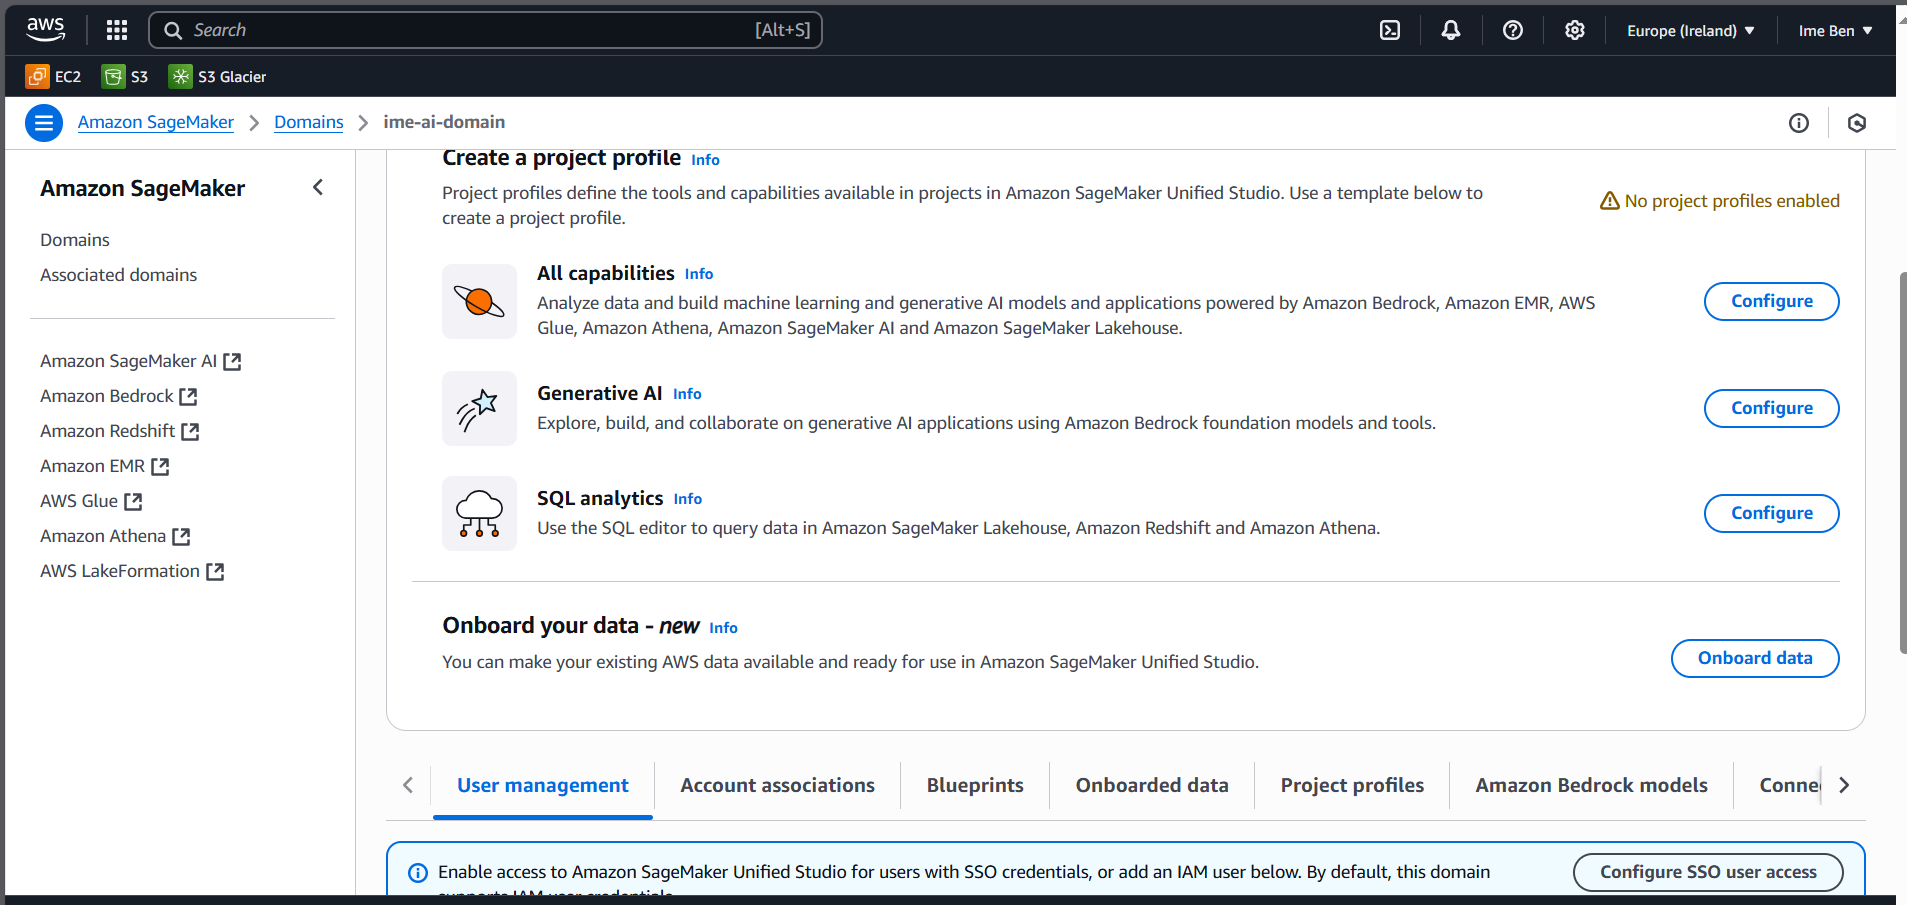 aws
Search [Alt+S]
Europe (Ireland) ▼
Ime Ben ▼
EC2
S3
S3 Glacier
Amazon SageMaker > Domains > ime-ai-domain
Amazon SageMaker
Domains
Associated domains
Amazon SageMaker AI
Amazon Bedrock
Amazon Redshift
Amazon EMR
AWS Glue
Amazon Athena
AWS LakeFormation
Create a project profile Info
Project profiles define the tools and capabilities available in projects in Amazon SageMaker Unified Studio. Use a template below to
create a project profile.
No project profiles enabled
All capabilities Info
Analyze data and build machine learning and generative AI models and applications powered by Amazon Bedrock, Amazon EMR, AWS
Glue, Amazon Athena, Amazon SageMaker AI and Amazon SageMaker Lakehouse.
Configure
Generative AI Info
Explore, build, and collaborate on generative AI applications using Amazon Bedrock foundation models and tools.
Configure
SQL analytics Info
Use the SQL editor to query data in Amazon SageMaker Lakehouse, Amazon Redshift and Amazon Athena.
Configure
Onboard your data - new Info
You can make your existing AWS data available and ready for use in Amazon SageMaker Unified Studio.
Onboard data
User management
Account associations
Blueprints
Onboarded data
Project profiles
Amazon Bedrock models
Conne
Enable access to Amazon SageMaker Unified Studio for users with SSO credentials, or add an IAM user below. By default, this domain
supports IAM user credentials.
Configure SSO user access